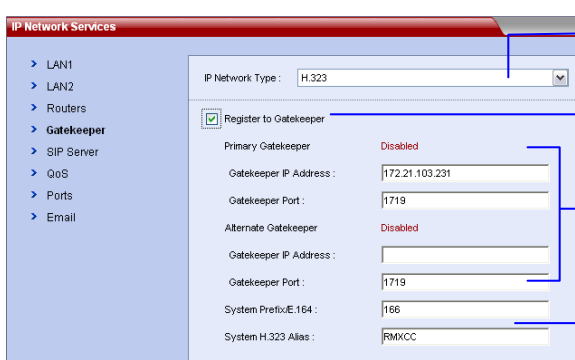 IP Network Services
LAN1
LAN2
Routers
Gatekeeper
SIP Server
QoS
Ports
Email
IP Network Type : H.323
Register to Gatekeeper
Primary Gatekeeper Disabled
Gatekeeper IP Address : 172.21.103.231
Gatekeeper Port : 1719
Alternate Gatekeeper Disabled
Gatekeeper IP Address :
Gatekeeper Port : 1719
System Prefix/E.164 : 166
System H.323 Alias : RMXCC